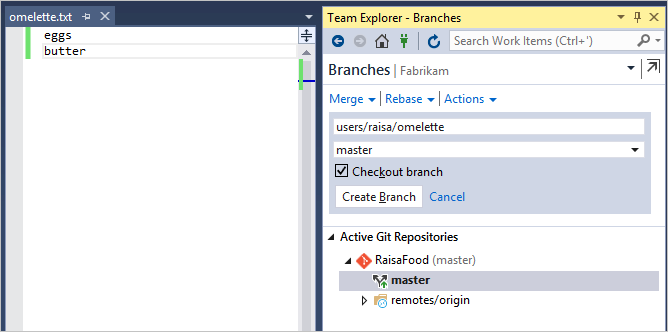 omelette.txt
eggs
butter
Team Explorer - Branches
Search Work Items (Ctrl+')
Branches | Fabrikam
Merge Rebase Actions
users/raisa/omelette
master
Checkout branch
Create Branch Cancel
Active Git Repositories
RaisaFood (master)
master
remotes/origin